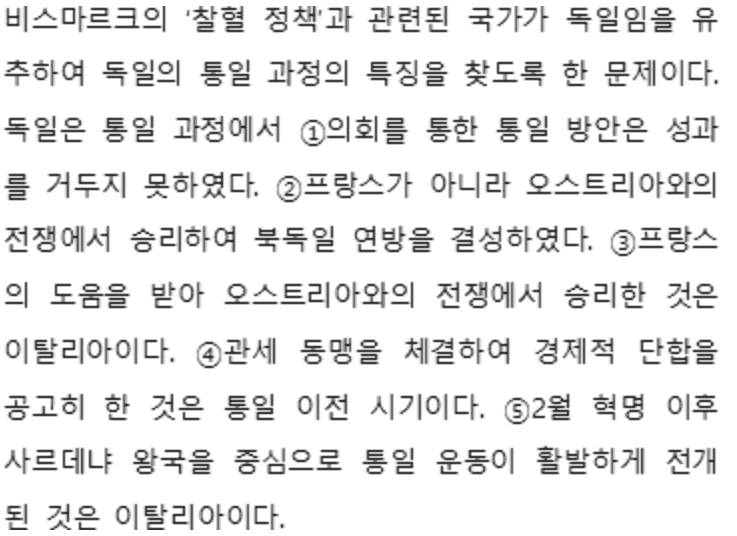 비스마르크의 '찰혈 정책'과 관련된 국가가 독일임을 유
추하여 독일의 통일 과정의 특징을 찾도록 한 문제이다.
독일은 통일 과정에서 ①의회를 통한 통일 방안은 성과
를 거두지 못하였다. ②프랑스가 아니라 오스트리아와의
전쟁에서 승리하여 북독일 연방을 결성하였다. ③프랑스
의 도움을 받아 오스트리아와의 전쟁에서 승리한 것은
이탈리아이다. ④관세 동맹을 체결하여 경제적 단합을
공고히 한 것은 통일 이전 시기이다. ⑤2월 혁명 이후
사르데냐 왕국을 중심으로 통일 운동이 활발하게 전개
된 것은 이탈리아이다.